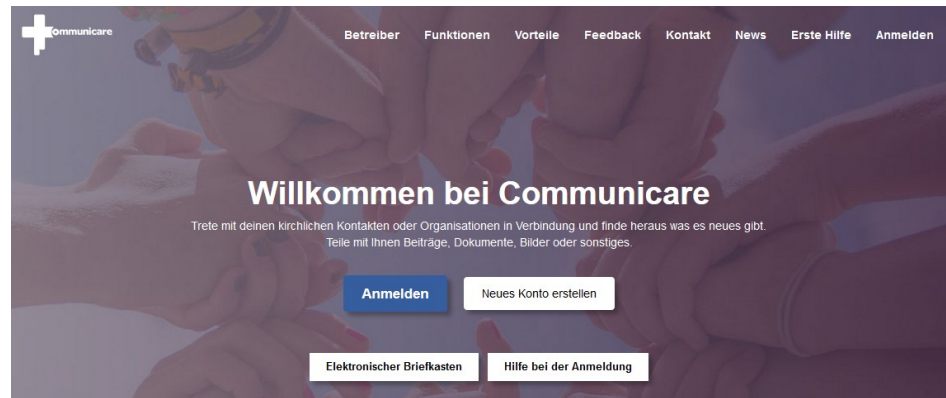 ommunicare
Betreiber Funktionen Vorteile Feedback Kontakt News Erste Hilfe Anmelden
Willkommen bei Communicare
Trete mit deinen kirchlichen Kontakten oder Organisationen in Verbindung und finde heraus was es neues gibt.
Teile mit Ihnen Beiträge, Dokumente, Bilder oder sonstiges.
Anmelden Neues Konto erstellen
Elektronischer Briefkasten Hilfe bei der Anmeldung